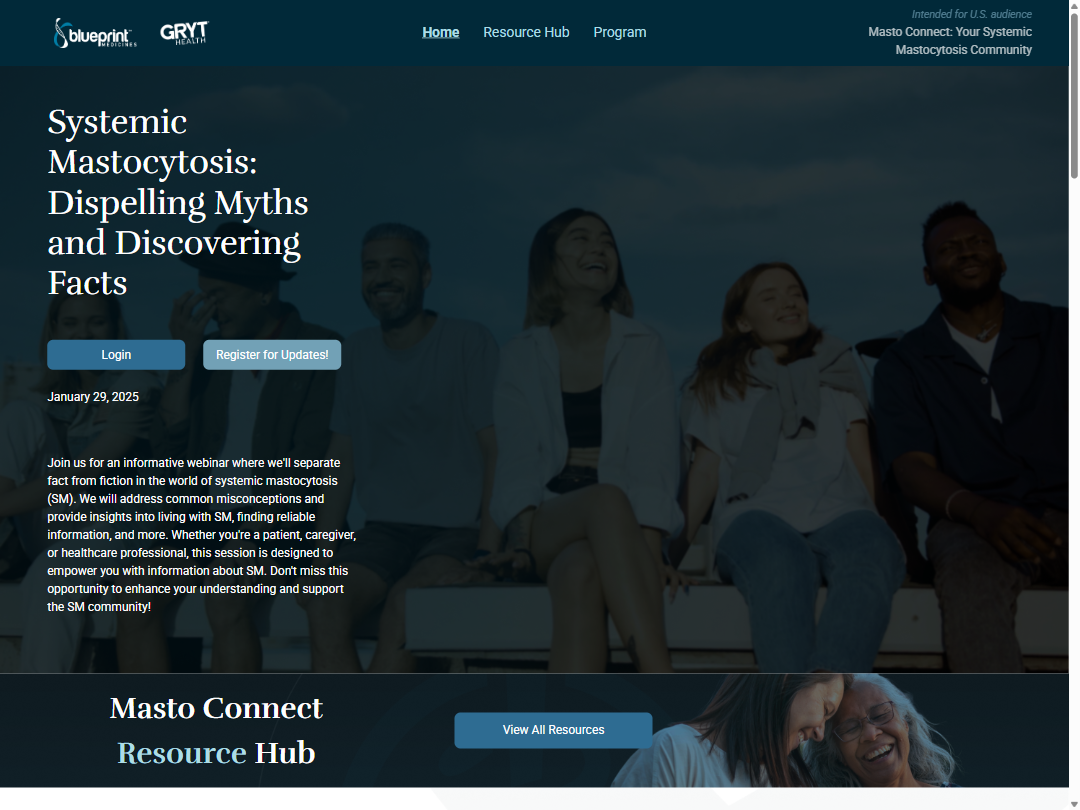 blueprint
MEDICINES
GRYT
HEALTH
Home
Resource Hub
Program
Intended for U.S. audience
Masto Connect: Your Systemic
Mastocytosis Community
Systemic
Mastocytosis:
Dispelling Myths
and Discovering
Facts
Login
Register for Updates!
January 29, 2025
Join us for an informative webinar where we'll separate
fact from fiction in the world of systemic mastocytosis
(SM). We will address common misconceptions and
provide insights into living with SM, finding reliable
information, and more. Whether you're a patient, caregiver,
or healthcare professional, this session is designed to
empower you with information about SM. Don't miss this
opportunity to enhance your understanding and support
the SM community!
Masto Connect
Resource Hub
View All Resources